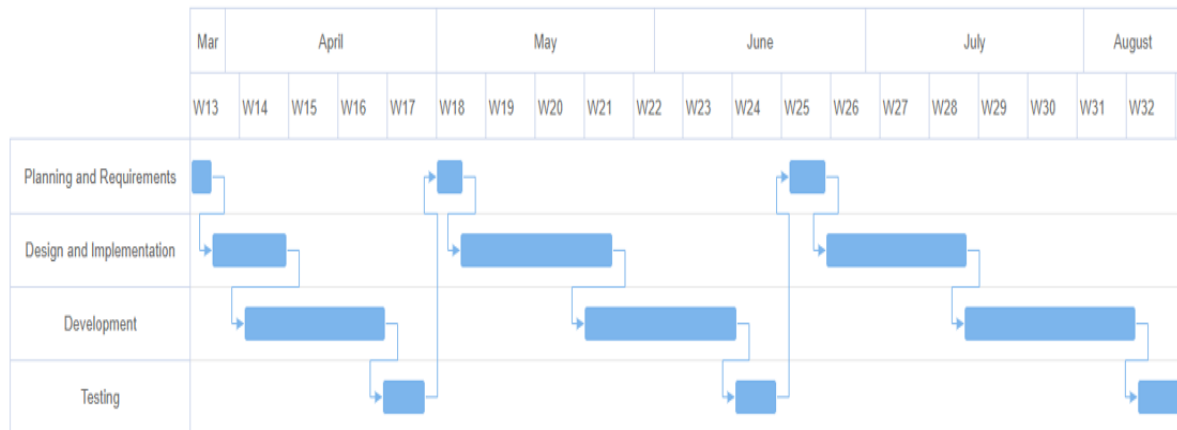 Mar April May June July August
W13 W14 W15 W16 W17 W18 W19 W20 W21 W22 W23 W24 W25 W26 W27 W28 W29 W30 W31 W32
Planning and Requirements
Design and Implementation
Development
Testing